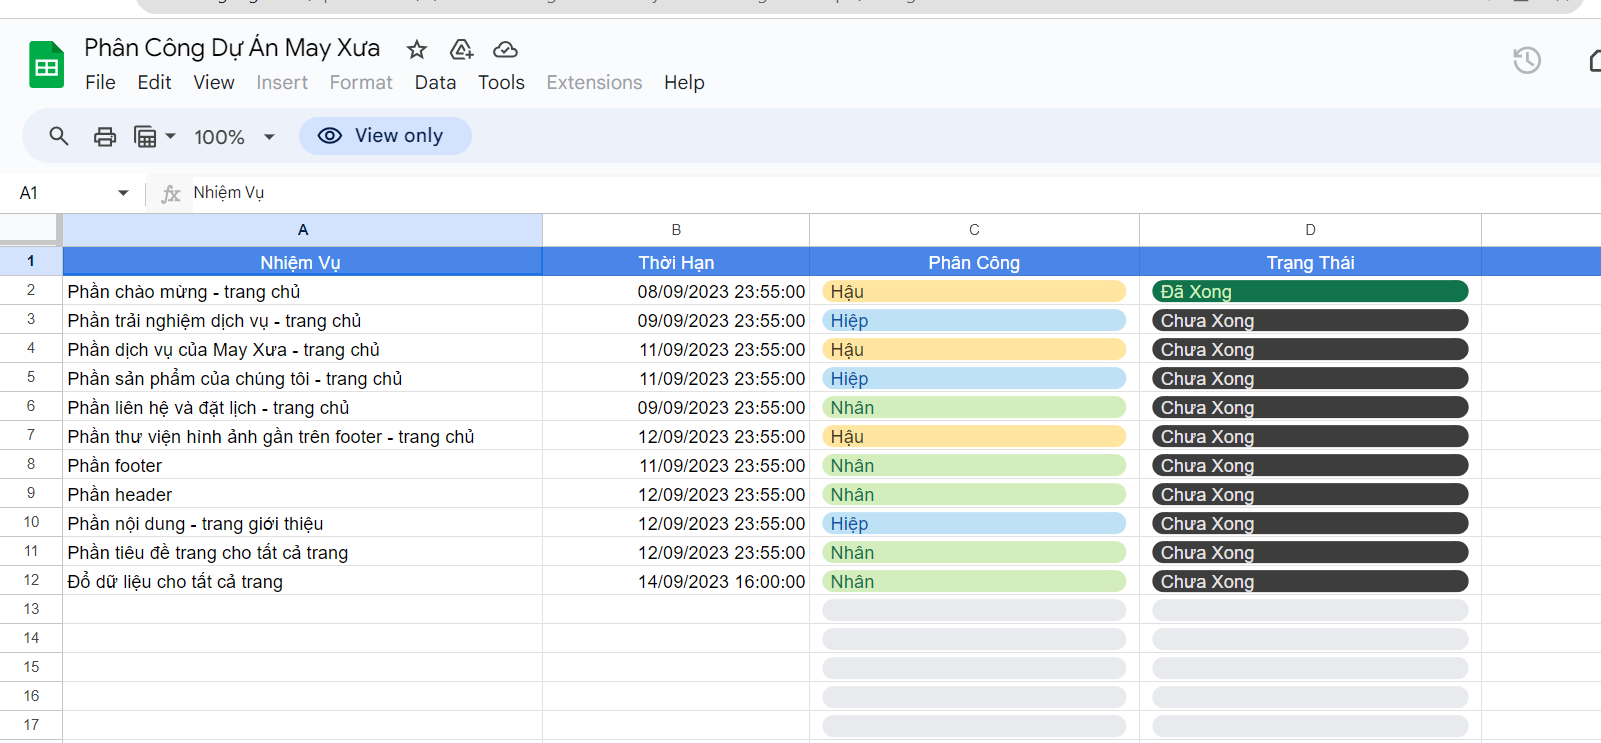 Phân Công Dự Án May Xưa
File Edit View Insert Format Data Tools Extensions Help
100% View only
A1 fx Nhiệm Vụ
A B C D
1 Nhiệm Vụ Thời Hạn Phân Công Trạng Thái
2 Phần chào mừng - trang chủ 08/09/2023 23:55:00 Hậu Đã Xong
3 Phần trải nghiệm dịch vụ - trang chủ 09/09/2023 23:55:00 Hiệp Chưa Xong
4 Phần dịch vụ của May Xưa - trang chủ 11/09/2023 23:55:00 Hậu Chưa Xong
5 Phần sản phẩm của chúng tôi - trang chủ 11/09/2023 23:55:00 Hiệp Chưa Xong
6 Phần liên hệ và đặt lịch - trang chủ 09/09/2023 23:55:00 Nhân Chưa Xong
7 Phần thư viện hình ảnh gần trên footer - trang chủ 12/09/2023 23:55:00 Hậu Chưa Xong
8 Phần footer 11/09/2023 23:55:00 Nhân Chưa Xong
9 Phần header 12/09/2023 23:55:00 Nhân Chưa Xong
10 Phần nội dung - trang giới thiệu 12/09/2023 23:55:00 Hiệp Chưa Xong
11 Phần tiêu đề trang cho tất cả trang 12/09/2023 23:55:00 Nhân Chưa Xong
12 Đổ dữ liệu cho tất cả trang 14/09/2023 16:00:00 Nhân Chưa Xong
13
14
15
16
17